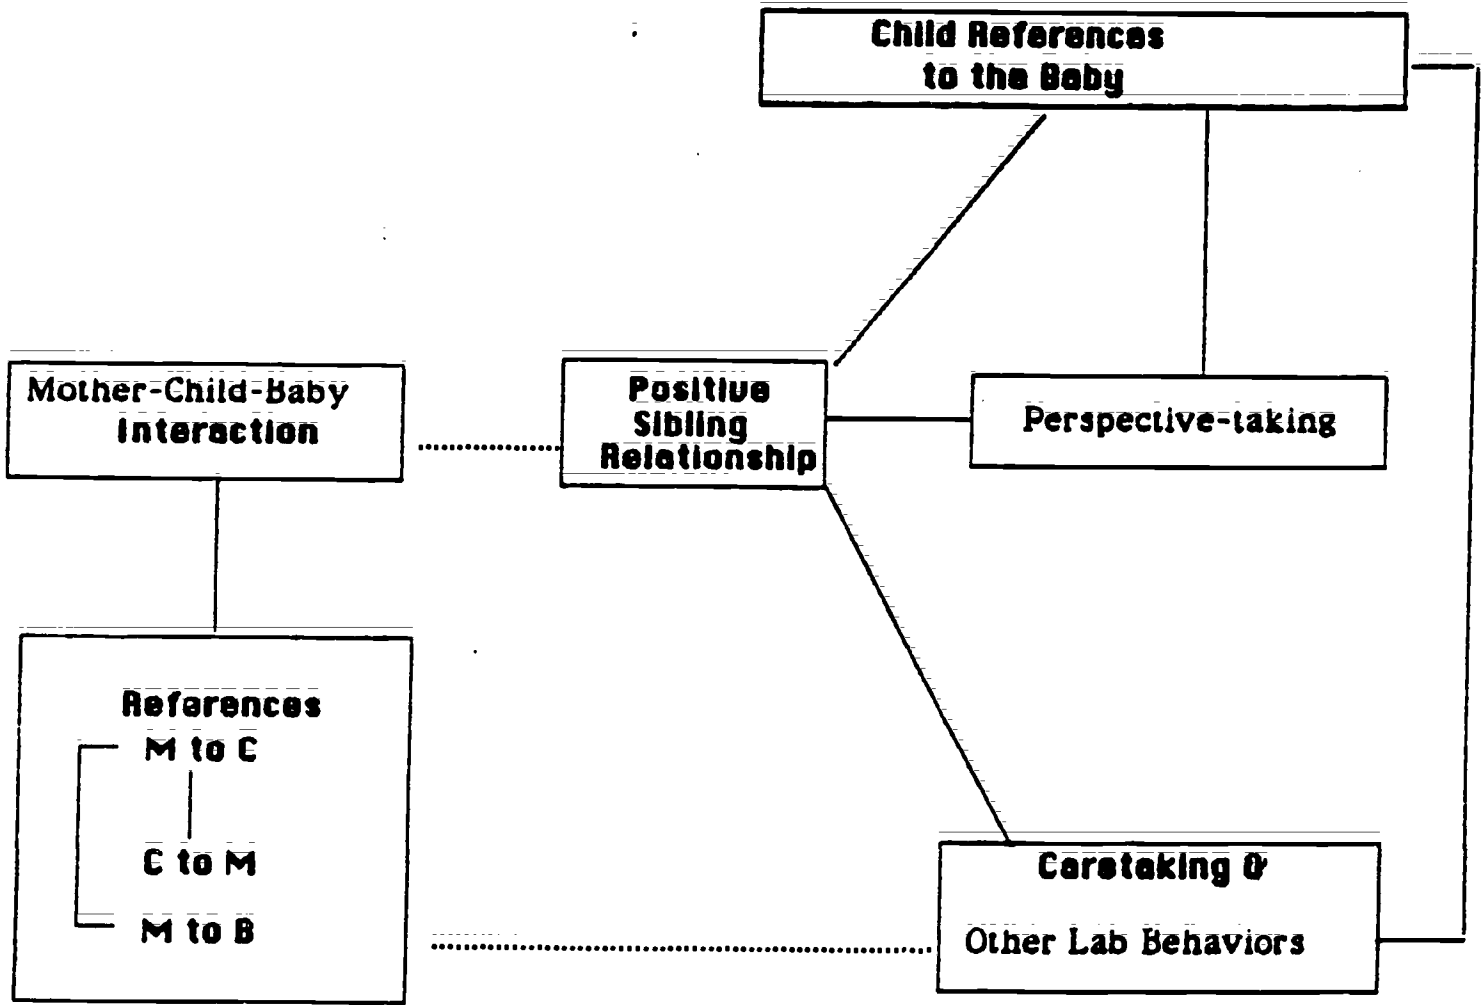 Child References
to the Baby
Mother-Child-Baby
Interaction
Positive
Sibling
Relationship
Perspective-taking
References
M to C
C to M
M to B
Caretaking &
Other Lab Behaviors